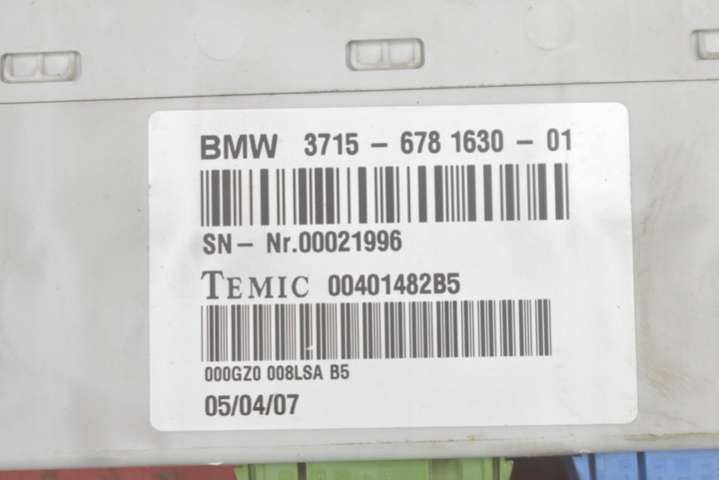 BMW 3715 – 678 1630 – 01
SN – Nr.00021996
TEMIC 00401482B5
000GZ0 008LSA B5
05/04/07